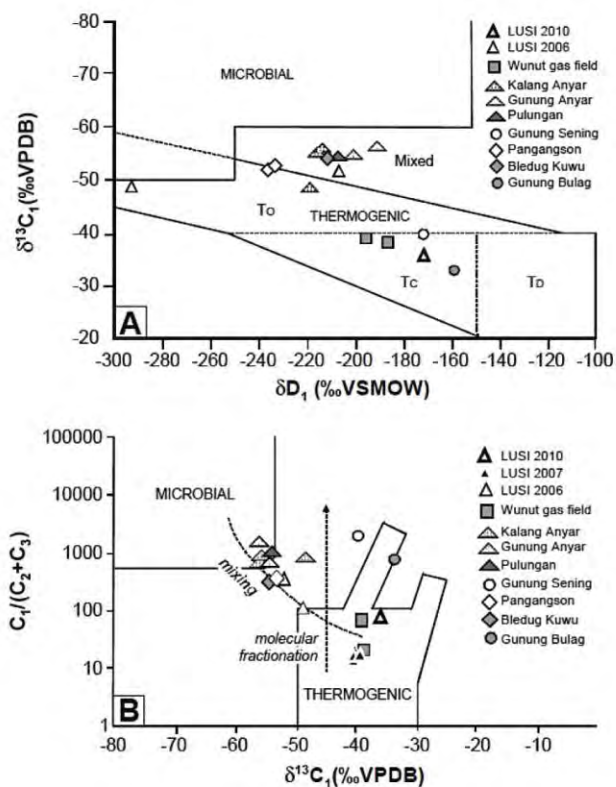 -80
-70
-60
-50
-40
-30
-20
δ¹³C₁(‰VPDB)
MICROBIAL
Mixed
T₀
THERMOGENIC
Tc
T_D
A
LUSI 2010
LUSI 2006
Wunut gas field
Kalang Anyar
Gunung Anyar
Pulungan
Gunung Sening
Pangangson
Bledug Kuwu
Gunung Bulag
-300 -280 -260 -240 -220 -200 -180 -160 -140 -120 -100
δD₁ (‰VSMOW)
100000
10000
1000
100
10
1
C₁/(C₂+C₃)
MICROBIAL
mixing
molecular
fractionation
THERMOGENIC
B
LUSI 2010
LUSI 2007
LUSI 2006
Wunut gas field
Kalang Anyar
Gunung Anyar
Pulungan
Gunung Sening
Pangangson
Bledug Kuwu
Gunung Bulag
-80 -70 -60 -50 -40 -30 -20 -10
δ¹³C₁(‰VPDB)